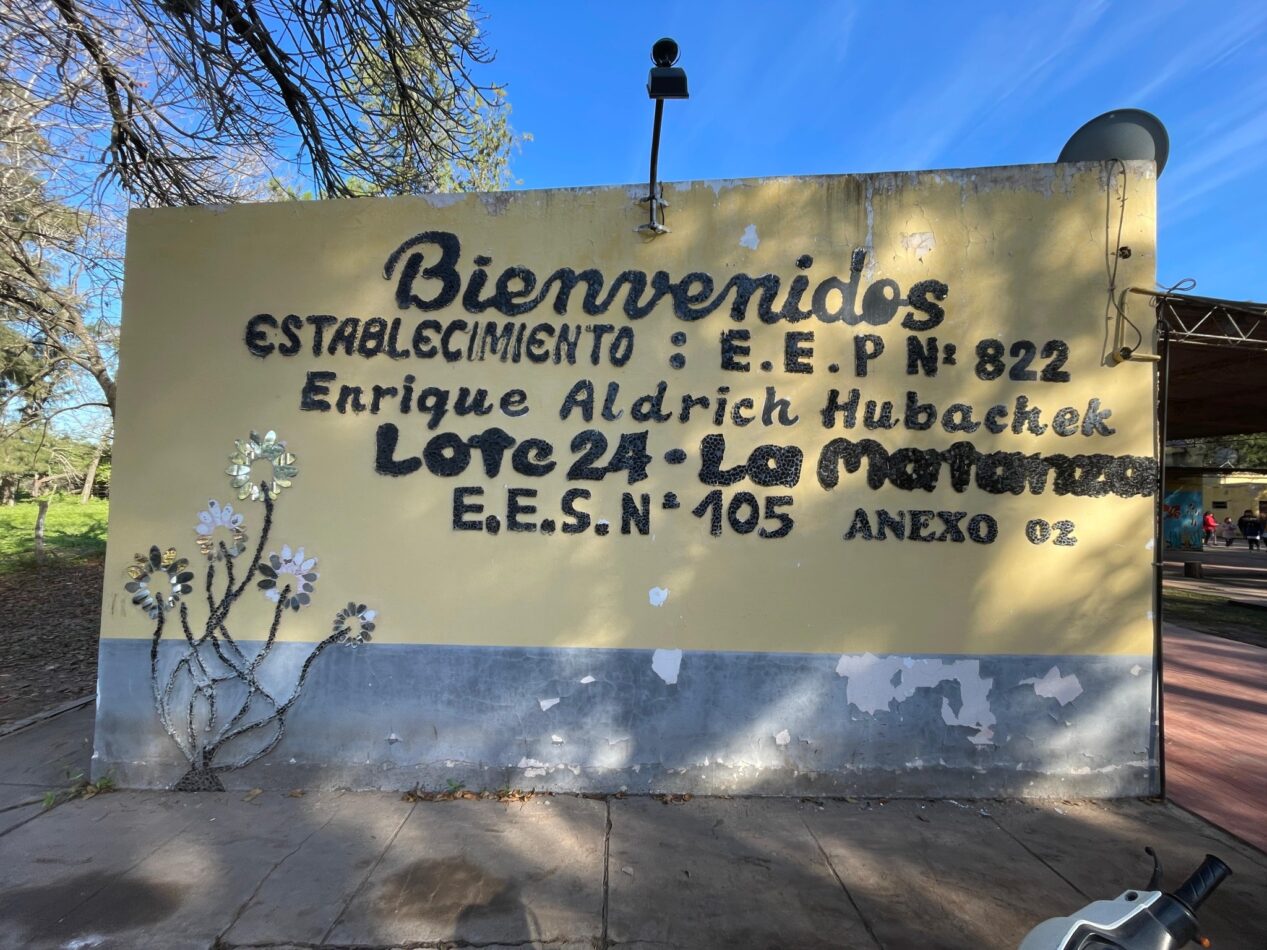 Bienvenidos
ESTABLECIMIENTO : E.E.P Nº 822
Enrique Aldrich Hubachek
Lote 24 - La Matanza
E.E.S. Nº 105 ANEXO 02